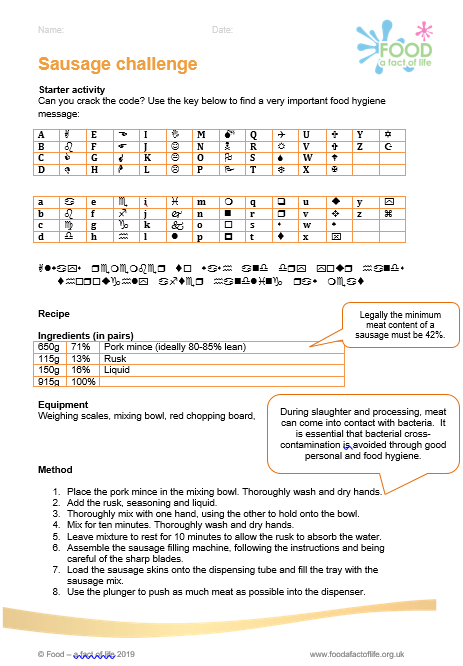 Name: Date:
FOOD
a fact of life
Sausage challenge
Starter activity
Can you crack the code? Use the key below to find a very important food hygiene
message:
A E I M Q U Y
B F J N R V Z
C G K O S W
D H L P T X
a e i m q u y
b f j n r v z
c g k o s w
d h l p t x
Recipe
Legally the minimum
meat content of a
sausage must be 42%.
Ingredients (in pairs)
650g 71% Pork mince (ideally 80-85% lean)
115g 13% Rusk
150g 16% Liquid
915g 100%
Equipment
Weighing scales, mixing bowl, red chopping board,
During slaughter and processing, meat
can come into contact with bacteria. It
is essential that bacterial cross-
contamination is avoided through good
personal and food hygiene.
Method
1. Place the pork mince in the mixing bowl. Thoroughly wash and dry hands.
2. Add the rusk, seasoning and liquid.
3. Thoroughly mix with one hand, using the other to hold onto the bowl.
4. Mix for ten minutes. Thoroughly wash and dry hands.
5. Leave mixture to rest for 10 minutes to allow the rusk to absorb the water.
6. Assemble the sausage filling machine, following the instructions and being
careful of the sharp blades.
7. Load the sausage skins onto the dispensing tube and fill the tray with the
sausage mix.
8. Use the plunger to push as much meat as possible into the dispenser.
© Food – a fact of life 2019 www.foodafactoflife.org.uk